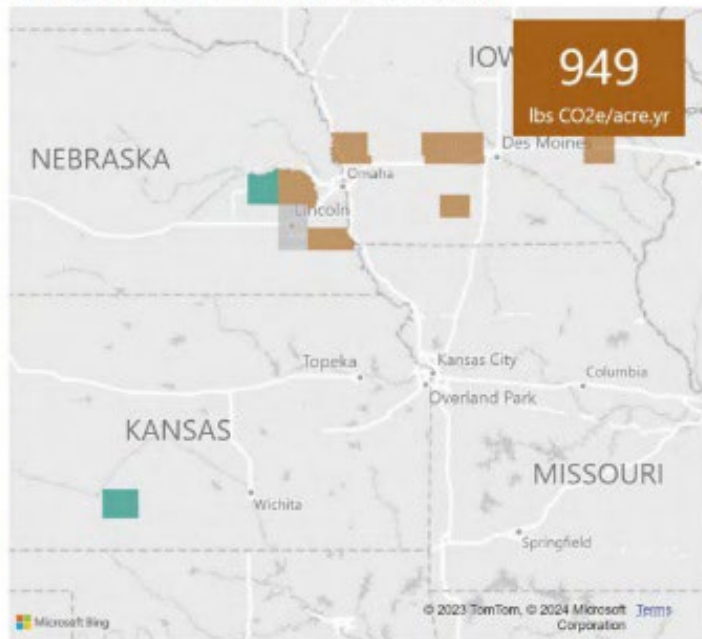 949
lbs CO2e/acre.yr
NEBRASKA
Des Moines
Omaha
Lincoln
Topeka
Kansas City
Columbia
Overland Park
KANSAS
MISSOURI
Wichita
Springfield
Microsoft Bing
© 2023 TomTom, © 2024 Microsoft Terms
Corporation